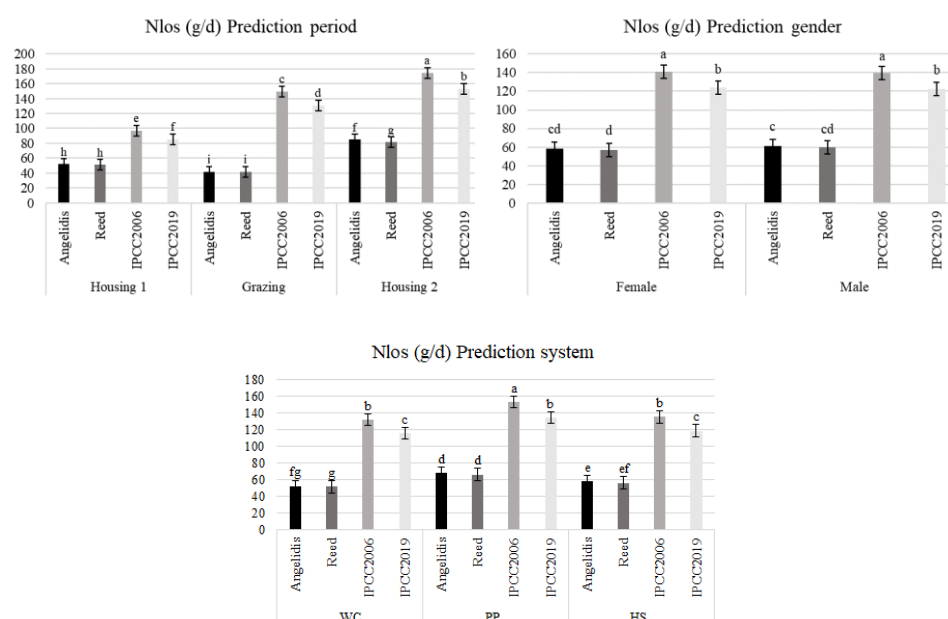 Nlos (g/d) Prediction period
200
180
160
140
120
100
80
60
40
20
0
h h e f i i c d f g a b
Angelidis Reed IPCC2006 IPCC2019 Angelidis Reed IPCC2006 IPCC2019 Angelidis Reed IPCC2006 IPCC2019
Housing 1 Grazing Housing 2
Nlos (g/d) Prediction gender
160
140
120
100
80
60
40
20
0
cd d a b c cd a b
Angelidis Reed IPCC2006 IPCC2019 Angelidis Reed IPCC2006 IPCC2019
Female Male
Nlos (g/d) Prediction system
180
160
140
120
100
80
60
40
20
0
fg g b c d d a b e ef b c
Angelidis Reed IPCC2006 IPCC2019 Angelidis Reed IPCC2006 IPCC2019 Angelidis Reed IPCC2006 IPCC2019
WC PP HS